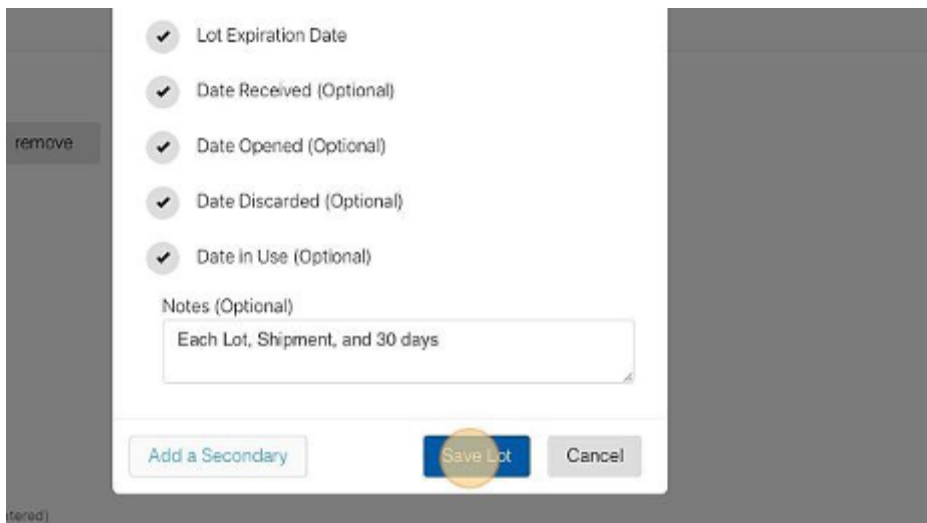 Lot Expiration Date
Date Received (Optional)
remove
Date Opened (Optional)
Date Discarded (Optional)
Date in Use (Optional)
Notes (Optional)
Each Lot, Shipment, and 30 days
Add a Secondary
Save Lot
Cancel